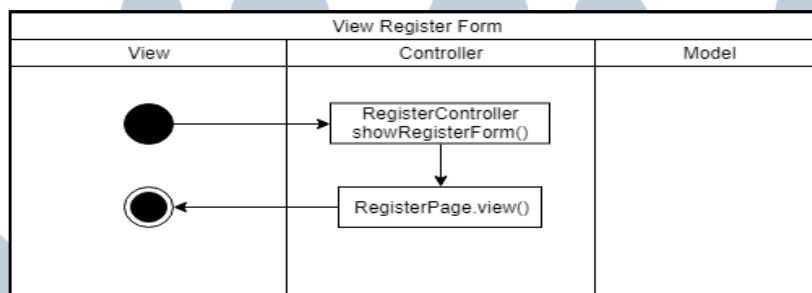 View Register Form
View
Controller
Model
RegisterController
showRegisterForm()
RegisterPage.view()